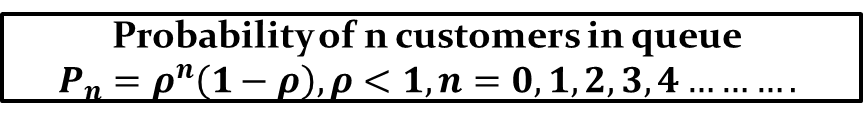 Probability of n customers in queue
Pₙ = ρⁿ(1 − ρ), ρ < 1, n = 0, 1, 2, 3, 4 … … … .